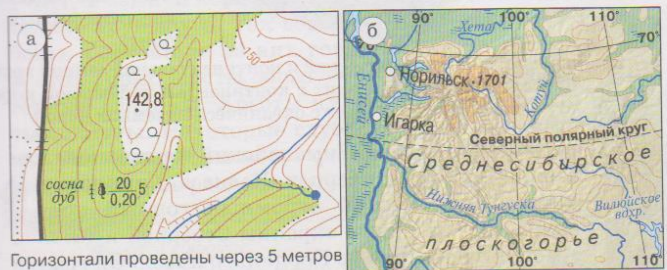 а
142,8
150
сосна
дуб
20
0,20
5
Горизонтали проведены через 5 метров
б
90°
100°
110°
70°
70°
Хета
Норильск
1701
Котуй
Енисей
Игарка
Северный полярный круг
Среднесибирское
Нижняя Тунгуска
Вилюйское
вдхр.
плоскогорье
90°
100°
110°